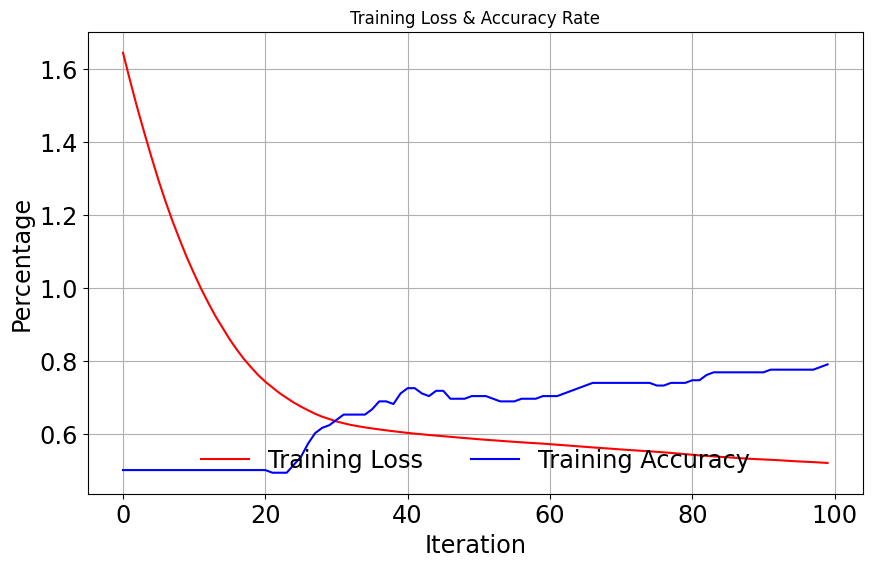 Training Loss & Accuracy Rate
1.6
1.4
1.2
1.0
0.8
0.6
Percentage
Training Loss Training Accuracy
0 20 40 60 80 100
Iteration